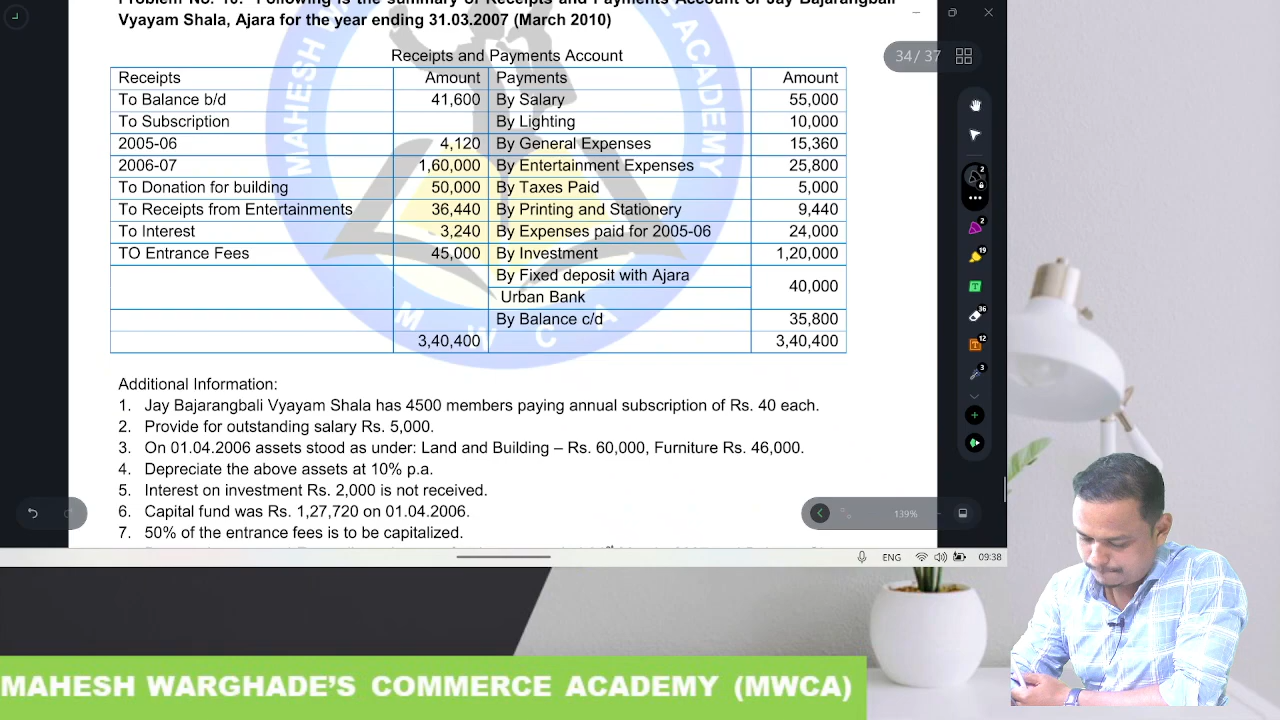 Vyayam Shala, Ajara for the year ending 31.03.2007 (March 2010)
34 / 37
Receipts and Payments Account
Receipts Amount Payments Amount
To Balance b/d 41,600 By Salary 55,000
To Subscription By Lighting 10,000
2005-06 4,120 By General Expenses 15,360
2006-07 1,60,000 By Entertainment Expenses 25,800
To Donation for building 50,000 By Taxes Paid 5,000
To Receipts from Entertainments 36,440 By Printing and Stationery 9,440
To Interest 3,240 By Expenses paid for 2005-06 24,000
TO Entrance Fees 45,000 By Investment 1,20,000
By Fixed deposit with Ajara
Urban Bank 40,000
By Balance c/d 35,800
3,40,400 3,40,400
M W C A
Additional Information:
1. Jay Bajarangbali Vyayam Shala has 4500 members paying annual subscription of Rs. 40 each.
2. Provide for outstanding salary Rs. 5,000.
3. On 01.04.2006 assets stood as under: Land and Building – Rs. 60,000, Furniture Rs. 46,000.
4. Depreciate the above assets at 10% p.a.
5. Interest on investment Rs. 2,000 is not received.
6. Capital fund was Rs. 1,27,720 on 01.04.2006.
7. 50% of the entrance fees is to be capitalized.
139%
ENG 09:38
MAHESH WARGHADE'S COMMERCE ACADEMY (MWCA)